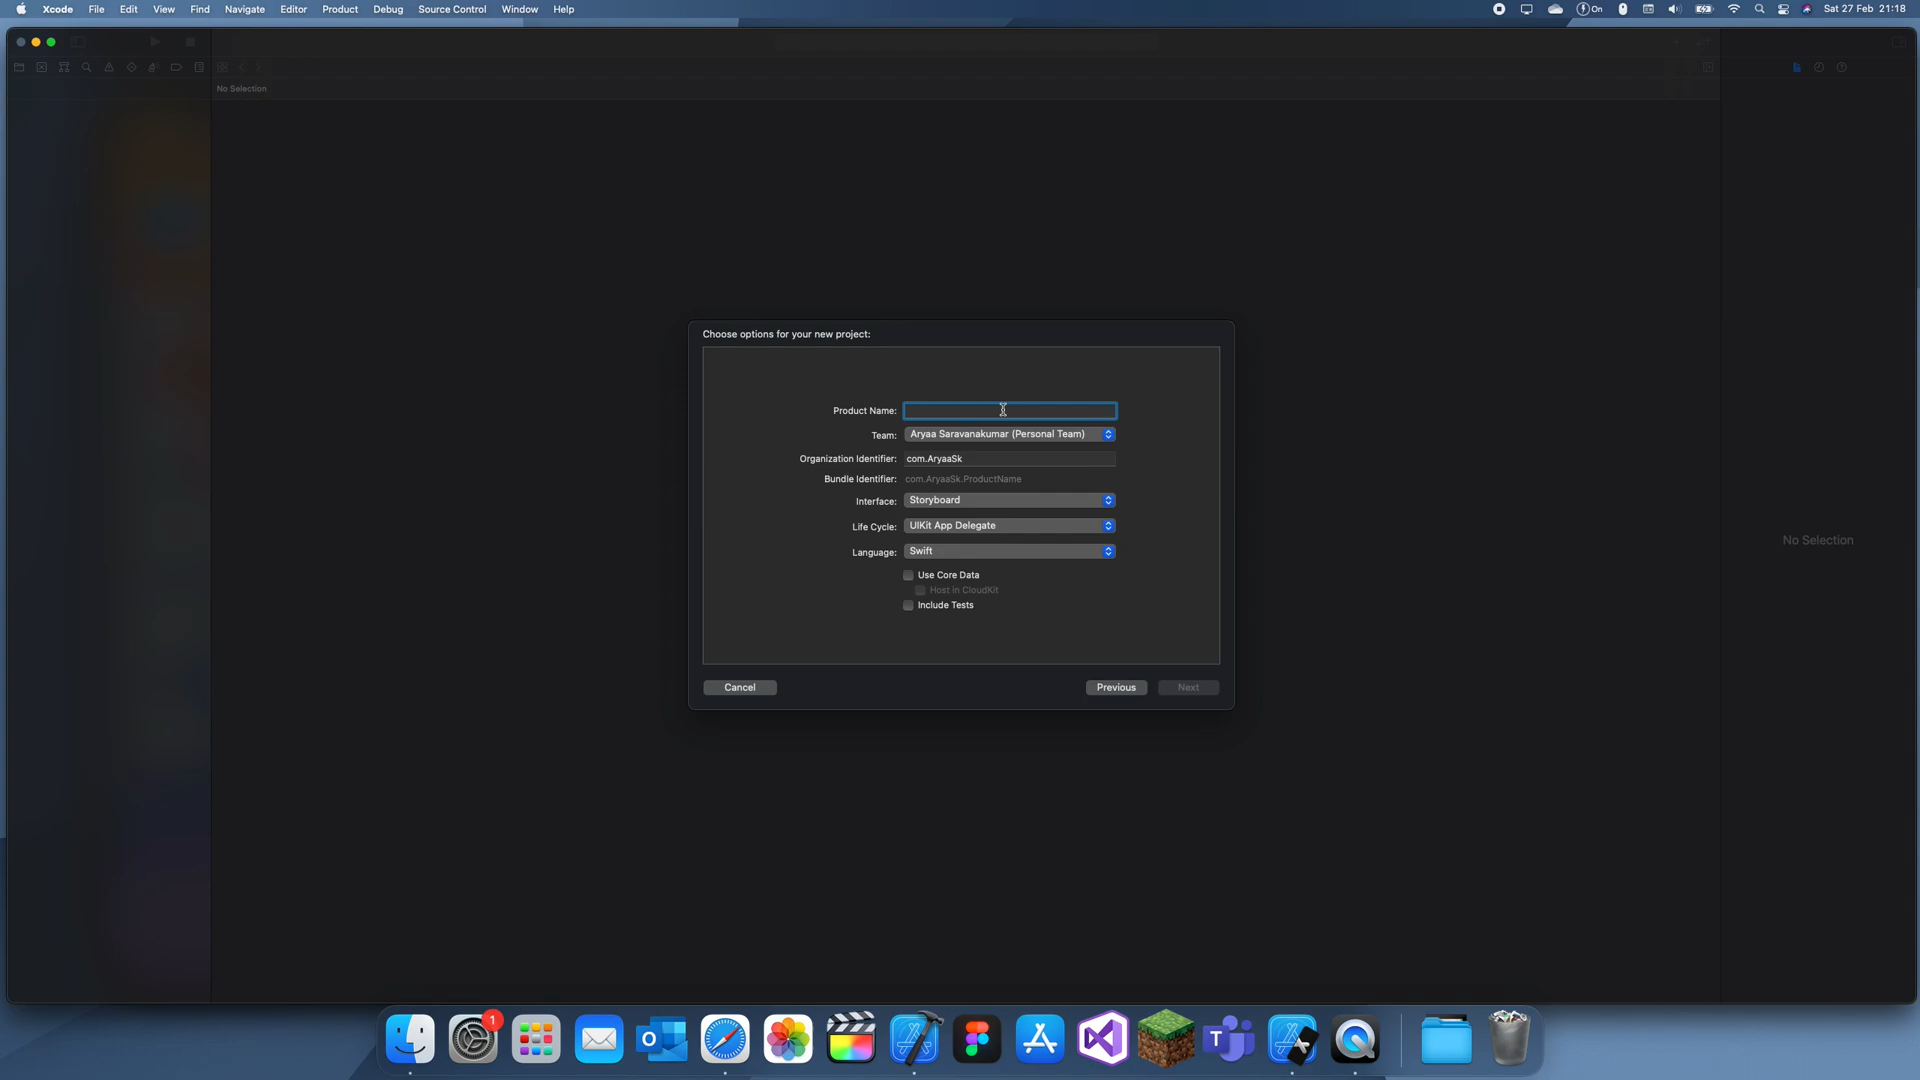 Xcode File Edit View Find Navigate Editor Product Debug Source Control Window Help On Sat 27 Feb 21:18
No Selection
Choose options for your new project:
Product Name:
Team: Aryaa Saravanakumar (Personal Team)
Organization Identifier: com.AryaaSk
Bundle Identifier: com.AryaaSk.ProductName
Interface: Storyboard
Life Cycle: UIKit App Delegate
Language: Swift
Use Core Data
Host in CloudKit
Include Tests
No Selection
Cancel Previous Next
1